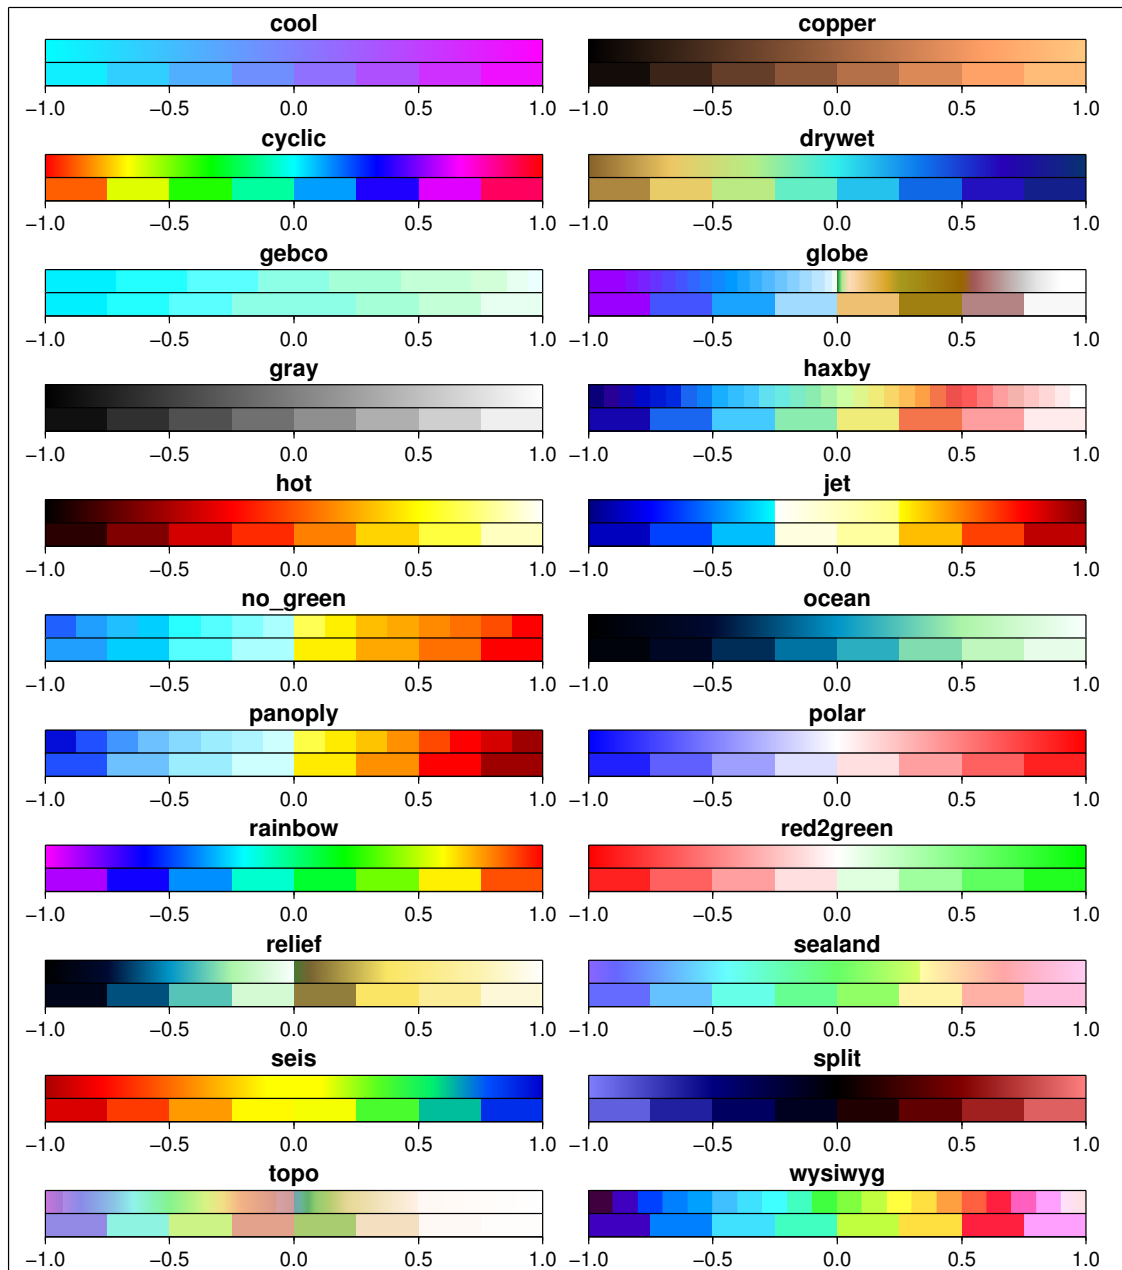 cool copper
−1.0 −0.5 0.0 0.5 1.0 −1.0 −0.5 0.0 0.5 1.0
cyclic drywet
−1.0 −0.5 0.0 0.5 1.0 −1.0 −0.5 0.0 0.5 1.0
gebco globe
−1.0 −0.5 0.0 0.5 1.0 −1.0 −0.5 0.0 0.5 1.0
gray haxby
−1.0 −0.5 0.0 0.5 1.0 −1.0 −0.5 0.0 0.5 1.0
hot jet
−1.0 −0.5 0.0 0.5 1.0 −1.0 −0.5 0.0 0.5 1.0
no_green ocean
−1.0 −0.5 0.0 0.5 1.0 −1.0 −0.5 0.0 0.5 1.0
panoply polar
−1.0 −0.5 0.0 0.5 1.0 −1.0 −0.5 0.0 0.5 1.0
rainbow red2green
−1.0 −0.5 0.0 0.5 1.0 −1.0 −0.5 0.0 0.5 1.0
relief sealand
−1.0 −0.5 0.0 0.5 1.0 −1.0 −0.5 0.0 0.5 1.0
seis split
−1.0 −0.5 0.0 0.5 1.0 −1.0 −0.5 0.0 0.5 1.0
topo wysiwyg
−1.0 −0.5 0.0 0.5 1.0 −1.0 −0.5 0.0 0.5 1.0